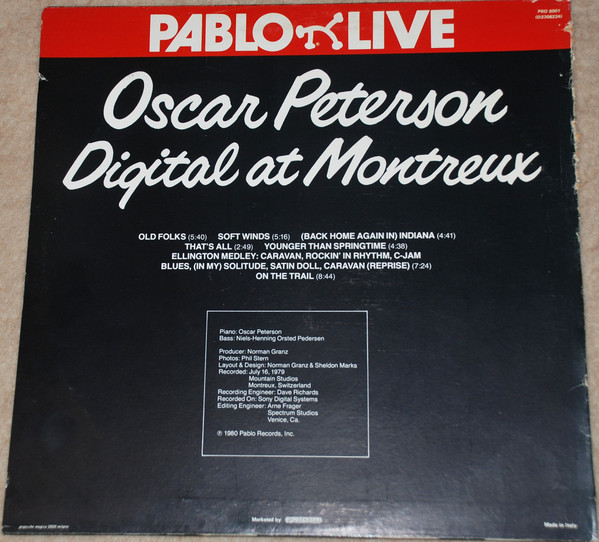 PABLO LIVE
PRD 8001
(D2308224)
Oscar Peterson
Digital at Montreux
OLD FOLKS (5:40) SOFT WINDS (5:16) (BACK HOME AGAIN IN) INDIANA (4:41)
THAT'S ALL (2:49) YOUNGER THAN SPRINGTIME (4:38)
ELLINGTON MEDLEY: CARAVAN, ROCKIN' IN RHYTHM, C-JAM
BLUES, (IN MY) SOLITUDE, SATIN DOLL, CARAVAN (REPRISE) (7:24)
ON THE TRAIL (8:44)
Piano: Oscar Peterson
Bass: Niels-Henning Orsted Pedersen
Producer: Norman Granz
Photos: Phil Stern
Layout & Design: Norman Granz & Sheldon Marks
Recorded: July 16, 1979
Mountain Studios
Montreux, Switzerland
Recording Engineer: Dave Richards
Recorded On: Sony Digital Systems
Editing Engineer: Arne Frager
Spectrum Studios
Venice, Ca.
℗ 1980 Pablo Records, Inc.
Marketed by
Made in Italy